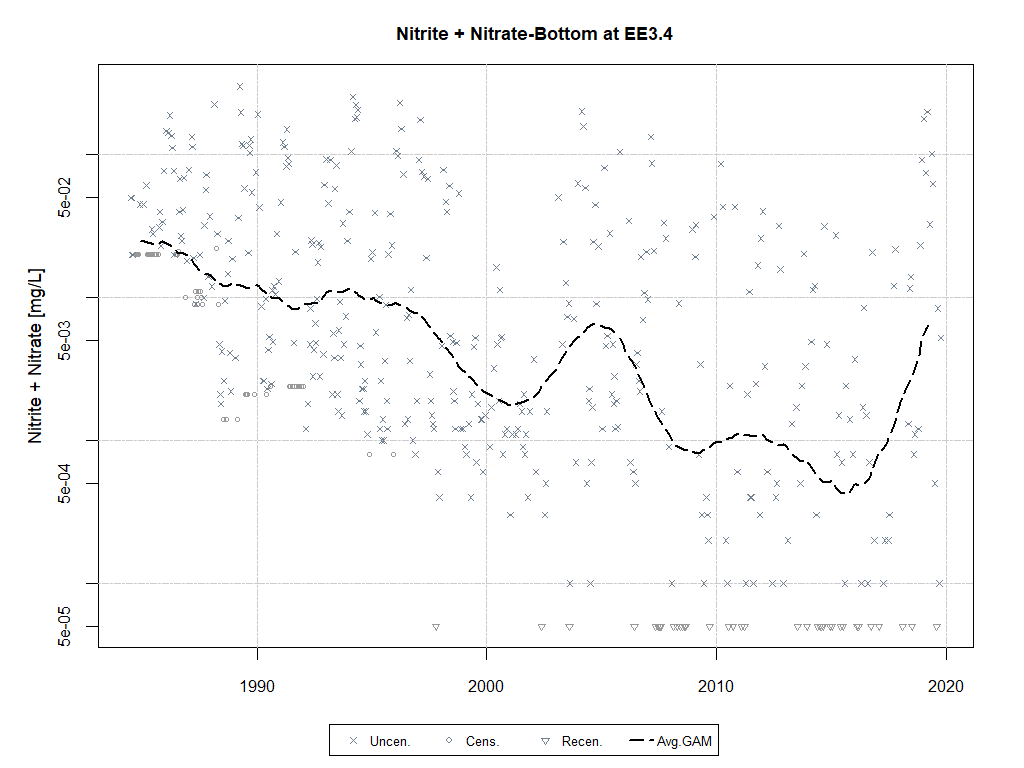 Nitrite + Nitrate-Bottom at EE3.4
Nitrite + Nitrate [mg/L]
5e-02
5e-03
5e-04
5e-05
1990 2000 2010 2020
Uncen. Cens. Recen. Avg.GAM